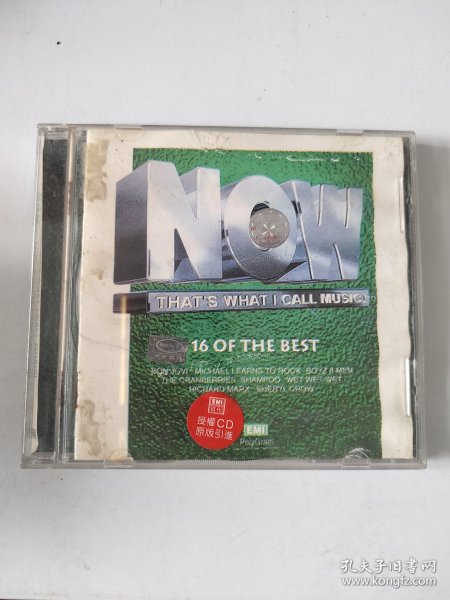 NOW
THAT'S WHAT I CALL MUSIC!
16 OF THE BEST
BON JOVI · MICHAEL LEARNS TO ROCK · BOYZ II MEN
THE CRANBERRIES · SHAMPOO · WET WET WET
RICHARD MARX · SHERYL CROW
EMI
授權CD
原版引進
EMI
PolyGram
孔夫子旧书网
www.kongfz.com